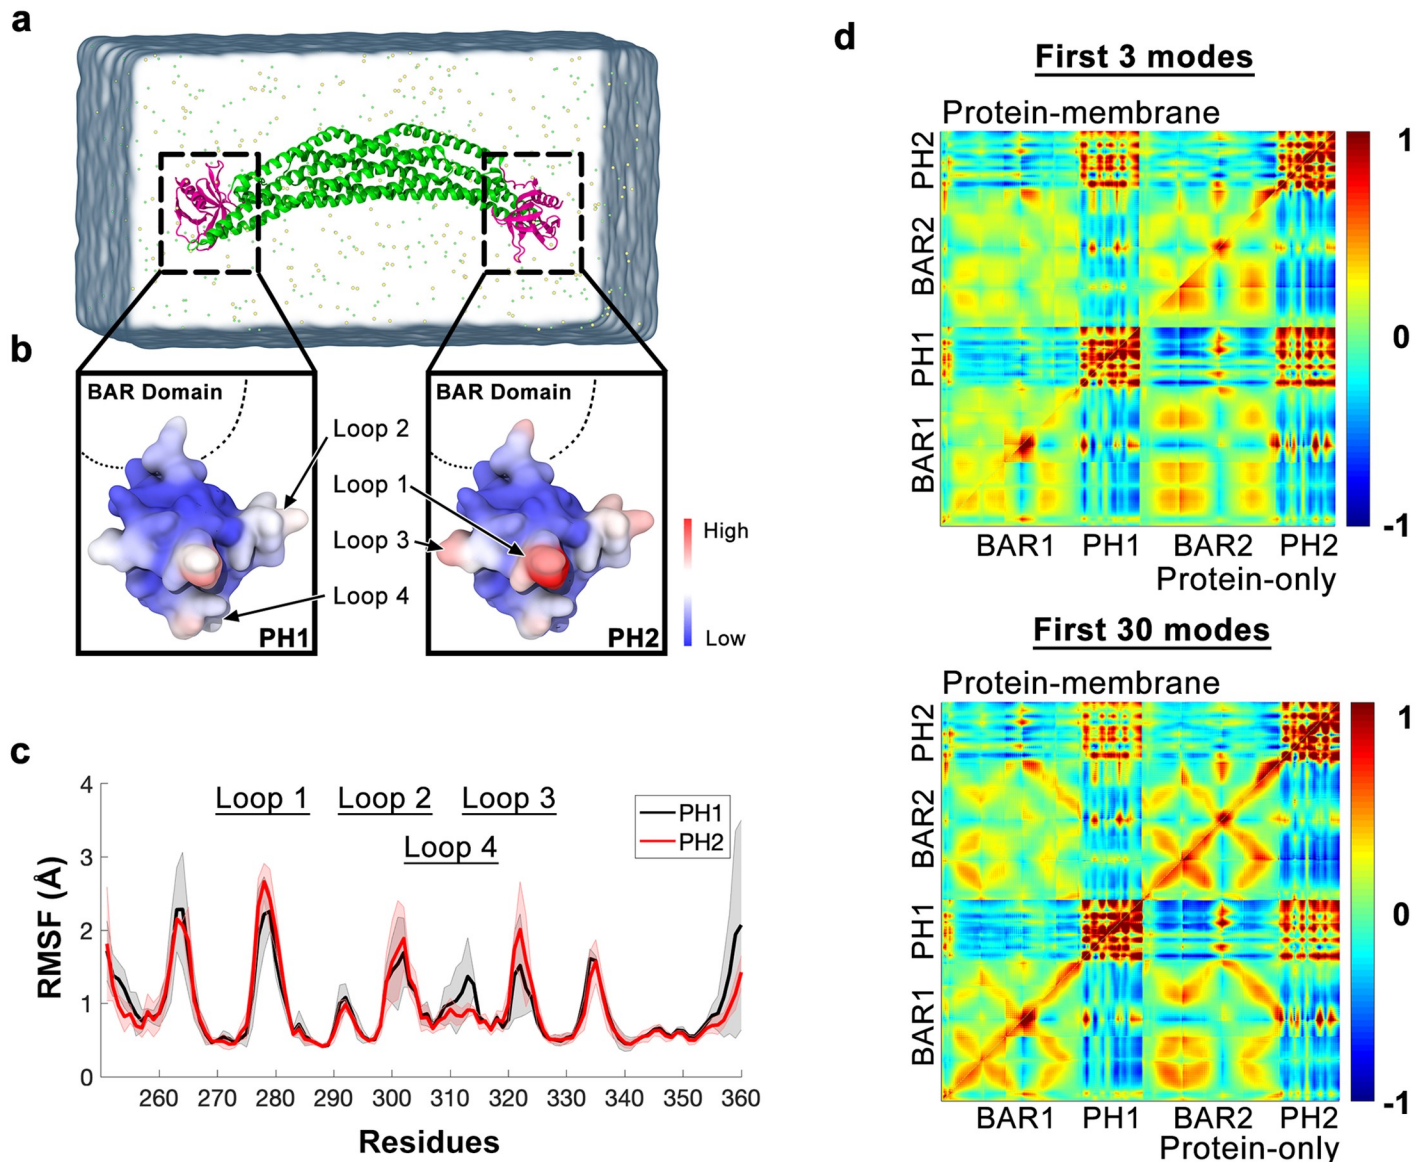 a
b
BAR Domain
PH1
BAR Domain
PH2
Loop 2
Loop 1
Loop 3
Loop 4
High
Low
c
RMSF (Å)
4
3
2
1
0
Loop 1
Loop 2
Loop 3
Loop 4
PH1
PH2
260
270
280
290
300
310
320
330
340
350
360
Residues
d
First 3 modes
Protein-membrane
PH2
BAR2
PH1
BAR1
BAR1
PH1
BAR2
PH2
Protein-only
1
0
-1
First 30 modes
Protein-membrane
PH2
BAR2
PH1
BAR1
BAR1
PH1
BAR2
PH2
Protein-only
1
0
-1